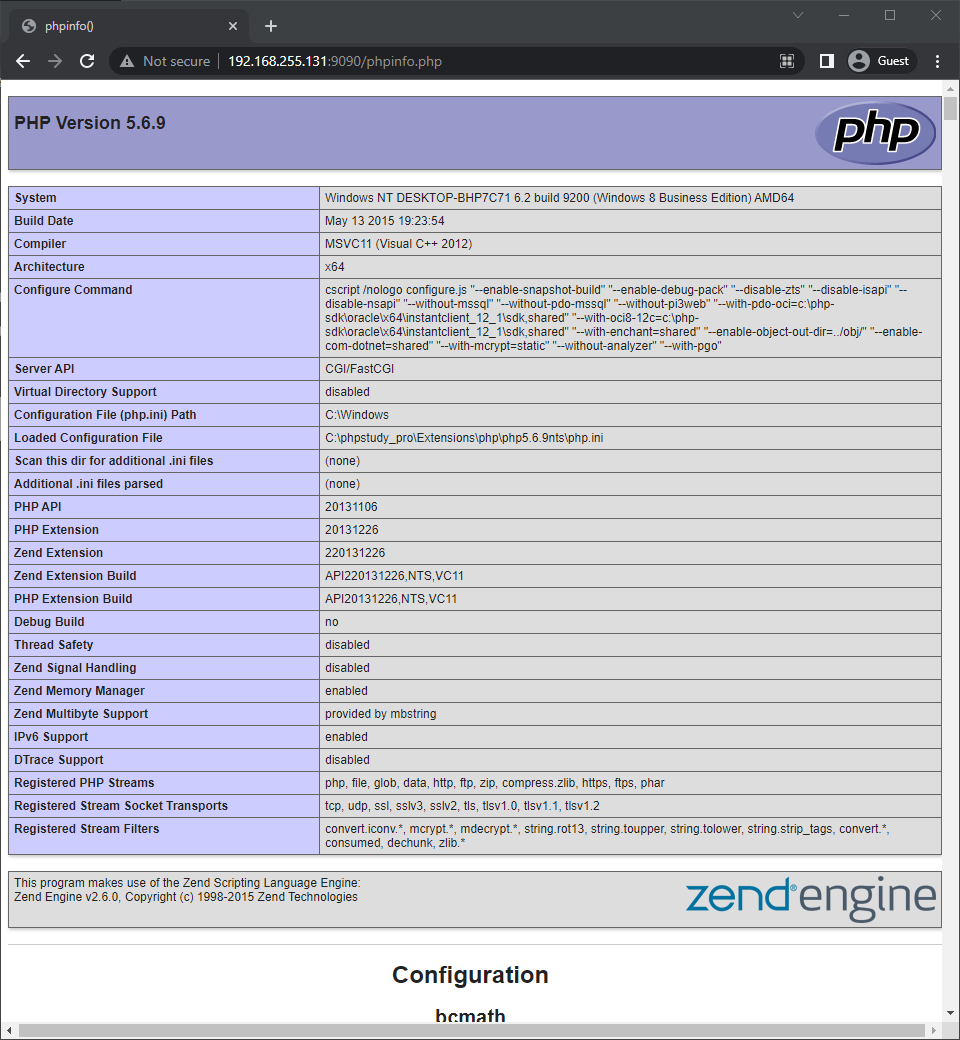 phpinfo()
Not secure 192.168.255.131:9090/phpinfo.php Guest
PHP Version 5.6.9
php
System Windows NT DESKTOP-BHP7C71 6.2 build 9200 (Windows 8 Business Edition) AMD64
Build Date May 13 2015 19:23:54
Compiler MSVC11 (Visual C++ 2012)
Architecture x64
Configure Command cscript /nologo configure.js "--enable-snapshot-build" "--enable-debug-pack" "--disable-zts" "--disable-isapi" "--
disable-nsapi" "--without-mssql" "--without-pdo-mssql" "--without-pi3web" "--with-pdo-oci=c:\php-
sdk\oracle\x64\instantclient_12_1\sdk,shared" "--with-oci8-12c=c:\php-
sdk\oracle\x64\instantclient_12_1\sdk,shared" "--with-enchant=shared" "--enable-object-out-dir=../obj/" "--enable-
com-dotnet=shared" "--with-mcrypt=static" "--without-analyzer" "--with-pgo"
Server API CGI/FastCGI
Virtual Directory Support disabled
Configuration File (php.ini) Path C:\Windows
Loaded Configuration File C:\phpstudy_pro\Extensions\php\php5.6.9nts\php.ini
Scan this dir for additional .ini files (none)
Additional .ini files parsed (none)
PHP API 20131106
PHP Extension 20131226
Zend Extension 220131226
Zend Extension Build API220131226,NTS,VC11
PHP Extension Build API20131226,NTS,VC11
Debug Build no
Thread Safety disabled
Zend Signal Handling disabled
Zend Memory Manager enabled
Zend Multibyte Support provided by mbstring
IPv6 Support enabled
DTrace Support disabled
Registered PHP Streams php, file, glob, data, http, ftp, zip, compress.zlib, https, ftps, phar
Registered Stream Socket Transports tcp, udp, ssl, sslv3, sslv2, tls, tlsv1.0, tlsv1.1, tlsv1.2
Registered Stream Filters convert.iconv.*, mcrypt.*, mdecrypt.*, string.rot13, string.toupper, string.tolower, string.strip_tags, convert.*,
consumed, dechunk, zlib.*
This program makes use of the Zend Scripting Language Engine:
Zend Engine v2.6.0, Copyright (c) 1998-2015 Zend Technologies
zend® engine
Configuration
bcmath